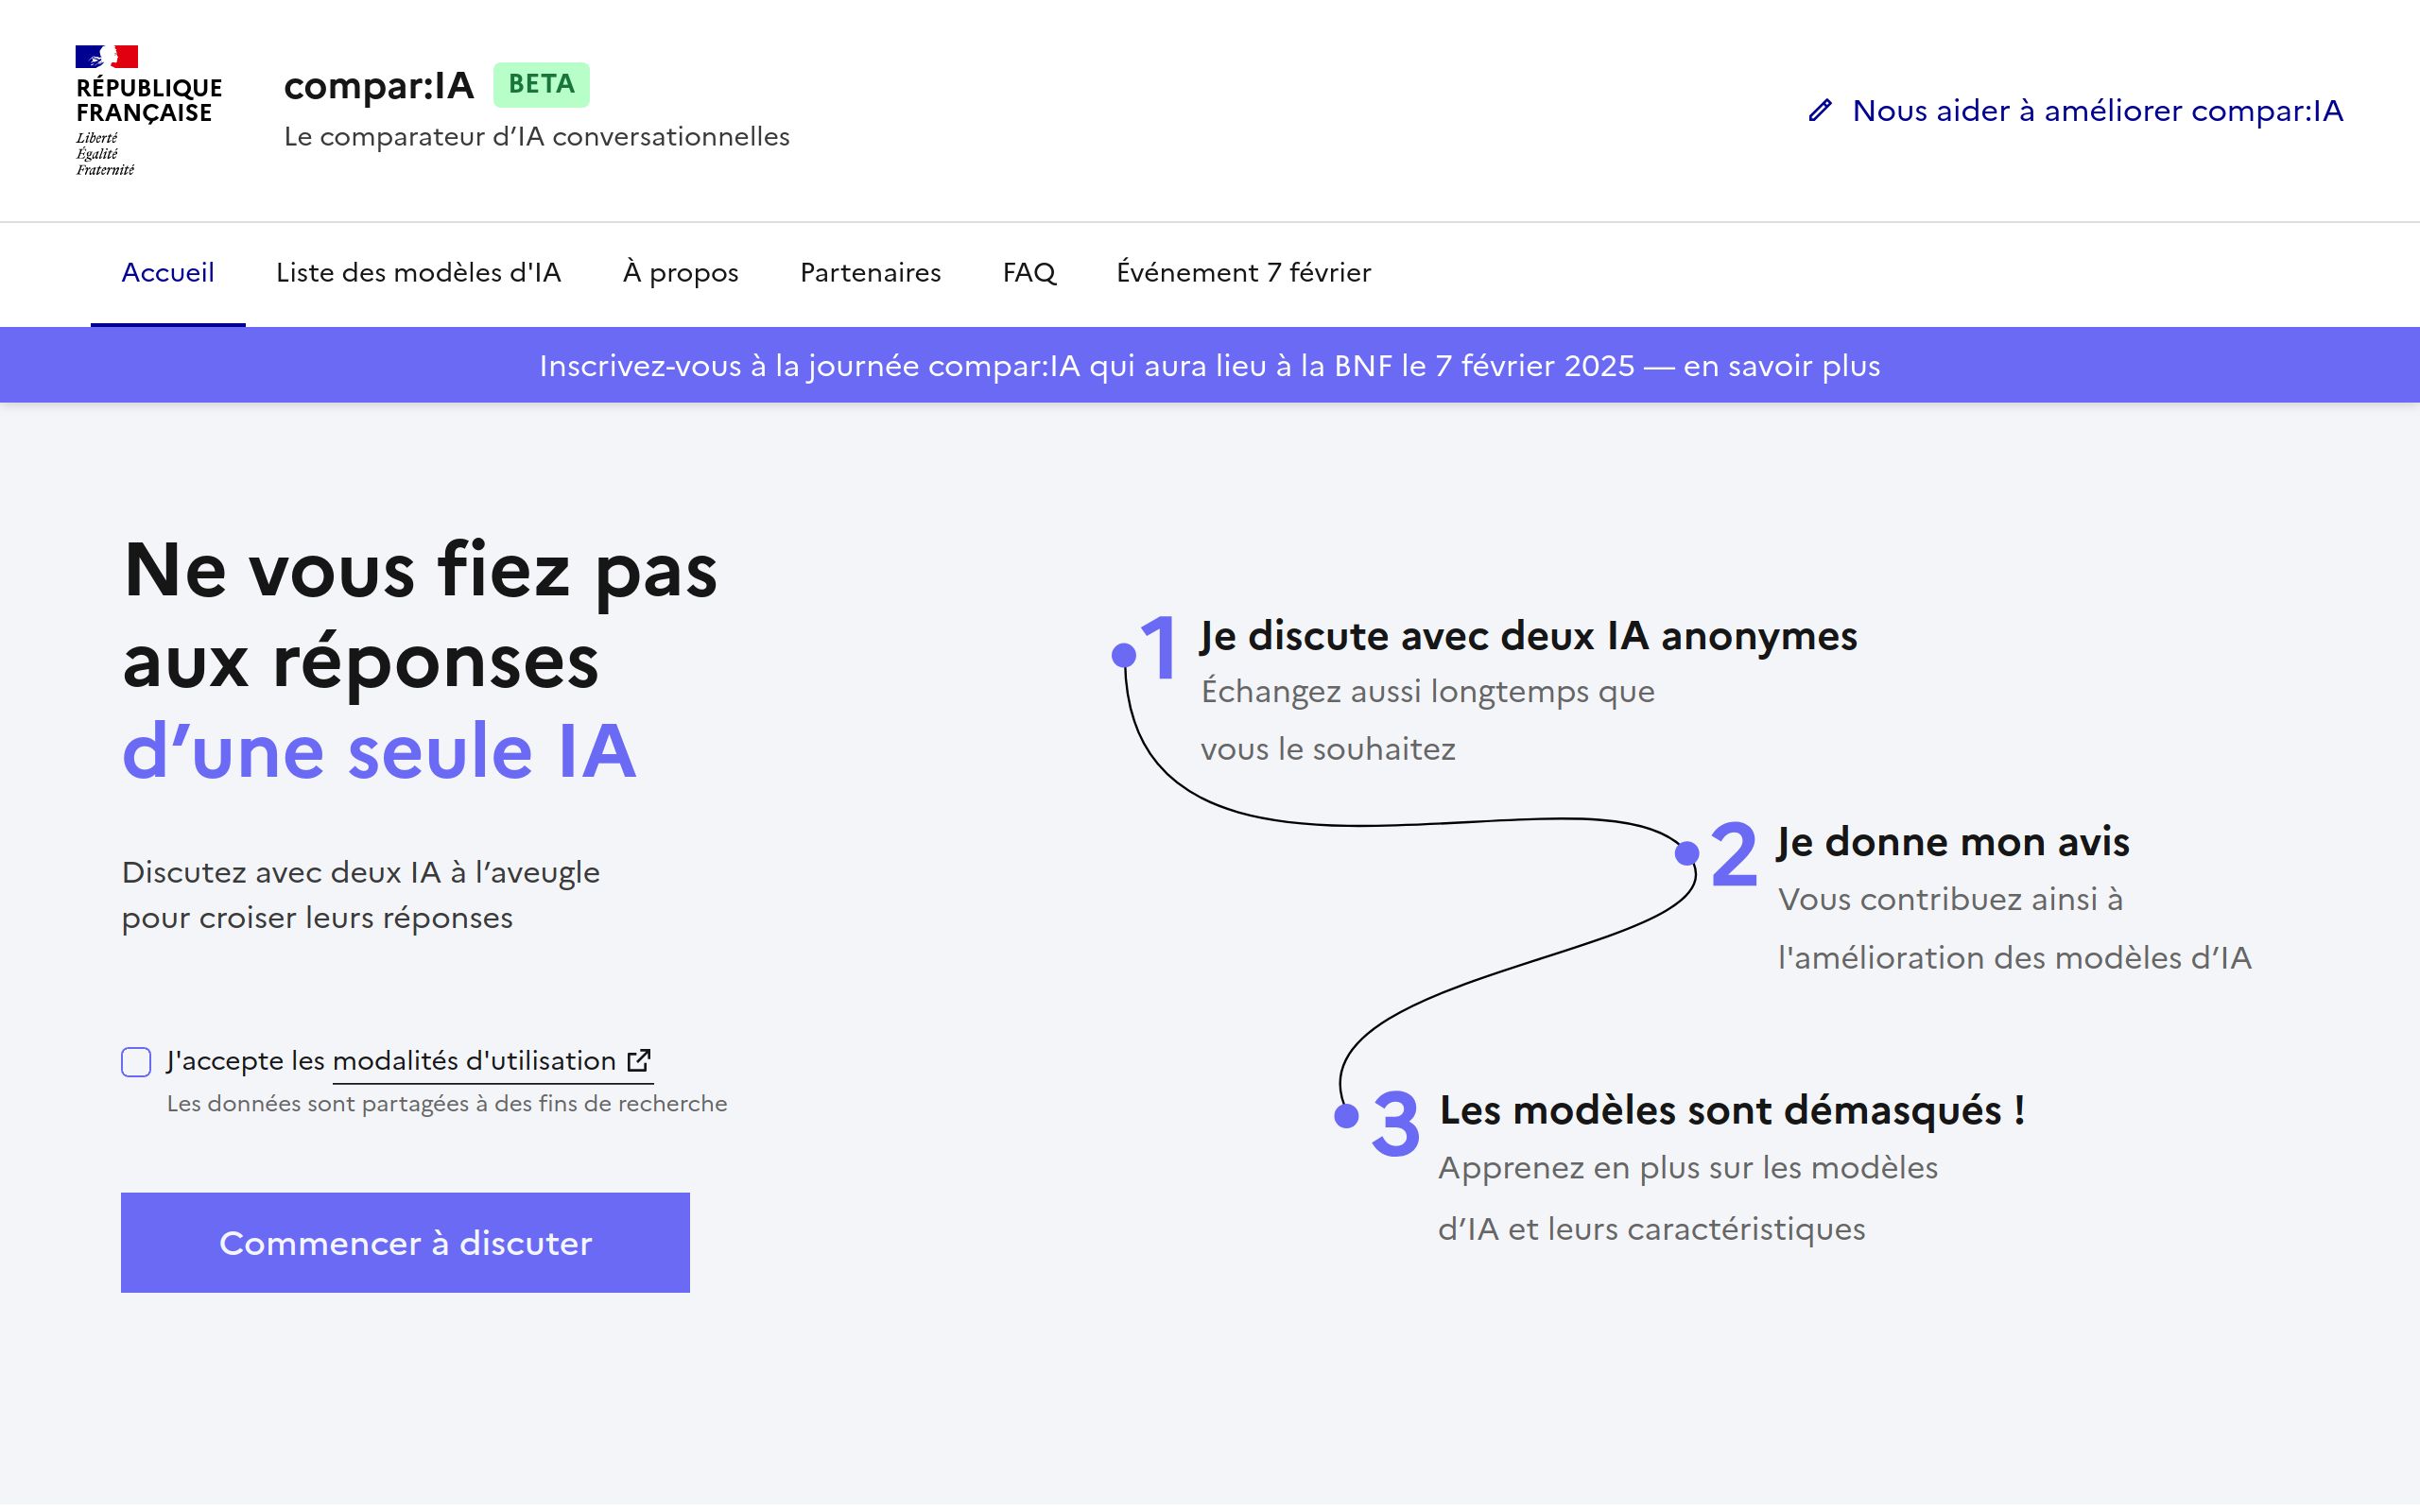 RÉPUBLIQUE
FRANÇAISE
Liberté
Égalité
Fraternité
compar:IA BETA
Le comparateur d’IA conversationnelles
Nous aider à améliorer compar:IA
Accueil Liste des modèles d'IA À propos Partenaires FAQ Événement 7 février
Inscrivez-vous à la journée compar:IA qui aura lieu à la BNF le 7 février 2025 — en savoir plus
Ne vous fiez pas
aux réponses
d’une seule IA
Discutez avec deux IA à l’aveugle
pour croiser leurs réponses
J'accepte les modalités d'utilisation
Les données sont partagées à des fins de recherche
Commencer à discuter
1 Je discute avec deux IA anonymes
Échangez aussi longtemps que
vous le souhaitez
2 Je donne mon avis
Vous contribuez ainsi à
l'amélioration des modèles d’IA
3 Les modèles sont démasqués !
Apprenez en plus sur les modèles
d’IA et leurs caractéristiques